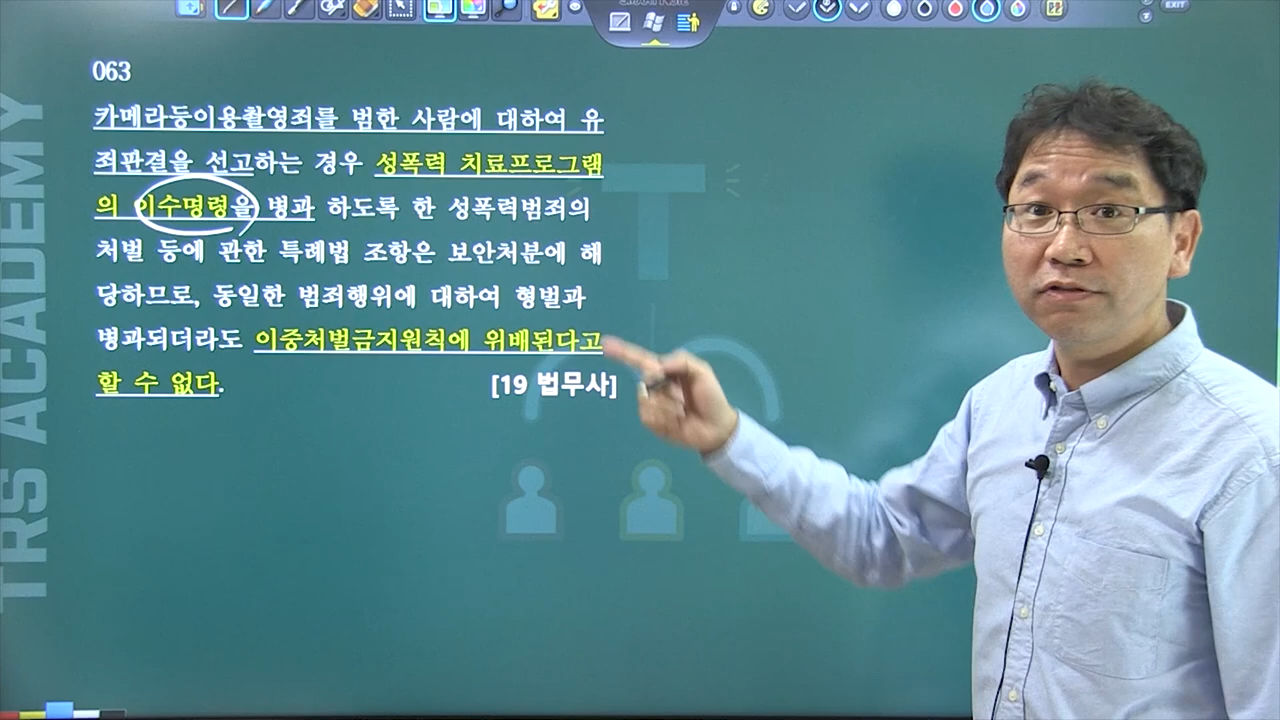 EXIT
063
카메라등이용촬영죄를 범한 사람에 대하여 유
죄판결을 선고하는 경우 성폭력 치료프로그램
의 이수명령을 병과 하도록 한 성폭력범죄의
처벌 등에 관한 특례법 조항은 보안처분에 해
당하므로, 동일한 범죄행위에 대하여 형벌과
병과되더라도 이중처벌금지원칙에 위배된다고
할 수 없다.
[19 법무사]
TRS ACADEMY